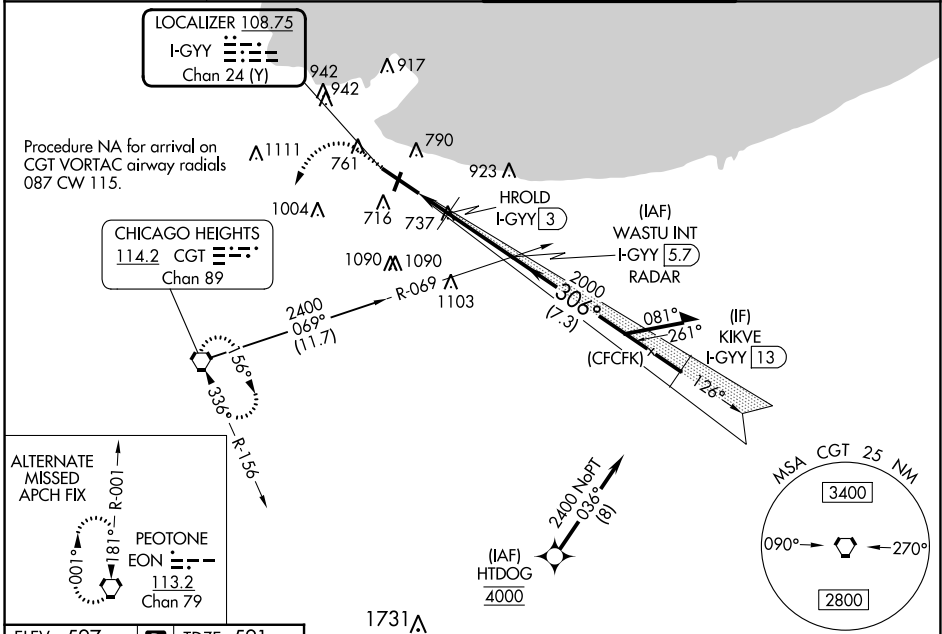 LOCALIZER 108.75
I-GYY
Chan 24 (Y)
942
942
917
Procedure NA for arrival on
CGT VORTAC airway radials
087 CW 115.
1111
761
790
923
1004
716
737
HROLD
I-GYY 3
(IAF)
WASTU INT
I-GYY 5.7
RADAR
CHICAGO HEIGHTS
114.2 CGT
Chan 89
1090
1090
1103
R-069
2400
069°
(11.7)
2000
306°
(7.3)
081°
261°
(CFCFK)
(IF)
KIKVE
I-GYY 13
126°
156°
336°
R-156
ALTERNATE
MISSED
APCH FIX
R-001
181°
001°
PEOTONE
EON
113.2
Chan 79
2400 NoPT
036°
(8)
(IAF)
HTDOG
4000
MSA CGT 25 NM
3400
090°
270°
2800
1731
ELEV 597
D
TDZE 591